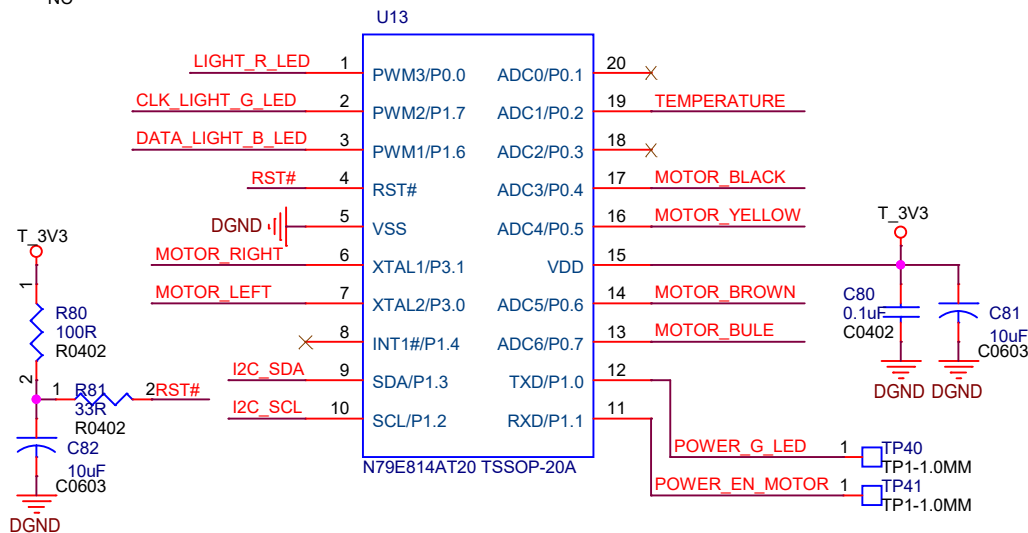 NC
U13
LIGHT_R_LED 1 PWM3/P0.0 ADC0/P0.1 20
CLK_LIGHT_G_LED 2 PWM2/P1.7 ADC1/P0.2 19 TEMPERATURE
DATA_LIGHT_B_LED 3 PWM1/P1.6 ADC2/P0.3 18
RST# 4 RST# ADC3/P0.4 17 MOTOR_BLACK
DGND 5 VSS ADC4/P0.5 16 MOTOR_YELLOW
MOTOR_RIGHT 6 XTAL1/P3.1 VDD 15
MOTOR_LEFT 7 XTAL2/P3.0 ADC5/P0.6 14 MOTOR_BROWN
8 INT1#/P1.4 ADC6/P0.7 13 MOTOR_BULE
I2C_SDA 9 SDA/P1.3 TXD/P1.0 12
I2C_SCL 10 SCL/P1.2 RXD/P1.1 11
N79E814AT20 TSSOP-20A
T_3V3
1
R80
100R
R0402
2
1 R81 2 RST#
33R
R0402
C82
10uF
C0603
DGND
T_3V3
C80
0.1uF
C0402
DGND
C81
10uF
C0603
DGND
POWER_G_LED 1 TP40
TP1-1.0MM
POWER_EN_MOTOR 1 TP41
TP1-1.0MM